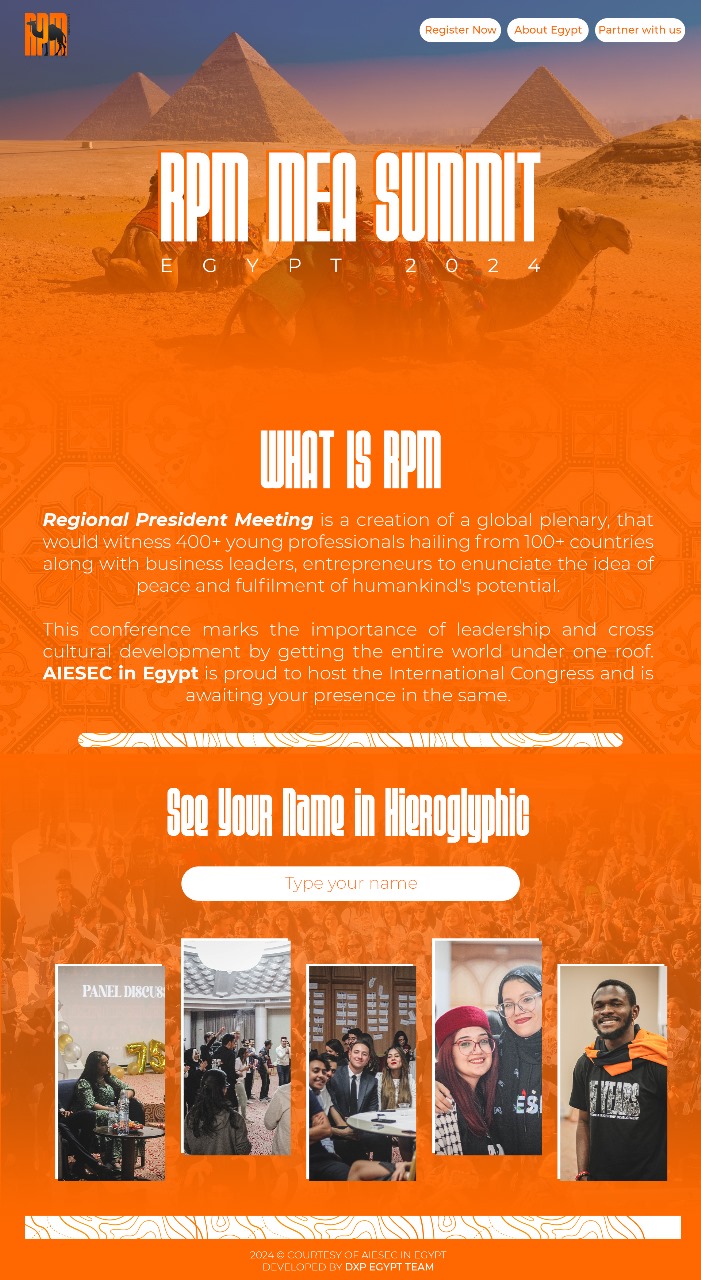 RPM
Register Now
About Egypt
Partner with us
RPM MEA SUMMIT
EGYPT 2024
WHAT IS RPM
Regional President Meeting is a creation of a global plenary, that
would witness 400+ young professionals hailing from 100+ countries
along with business leaders, entrepreneurs to enunciate the idea of
peace and fulfilment of humankind's potential.
This conference marks the importance of leadership and cross
cultural development by getting the entire world under one roof.
AIESEC in Egypt is proud to host the International Congress and is
awaiting your presence in the same.
See Your Name in Hieroglyphic
Type your name
PANEL DISCUS
75
YEARS
2024 © COURTESY OF AIESEC IN EGYPT
DEVELOPED BY DXP EGYPT TEAM